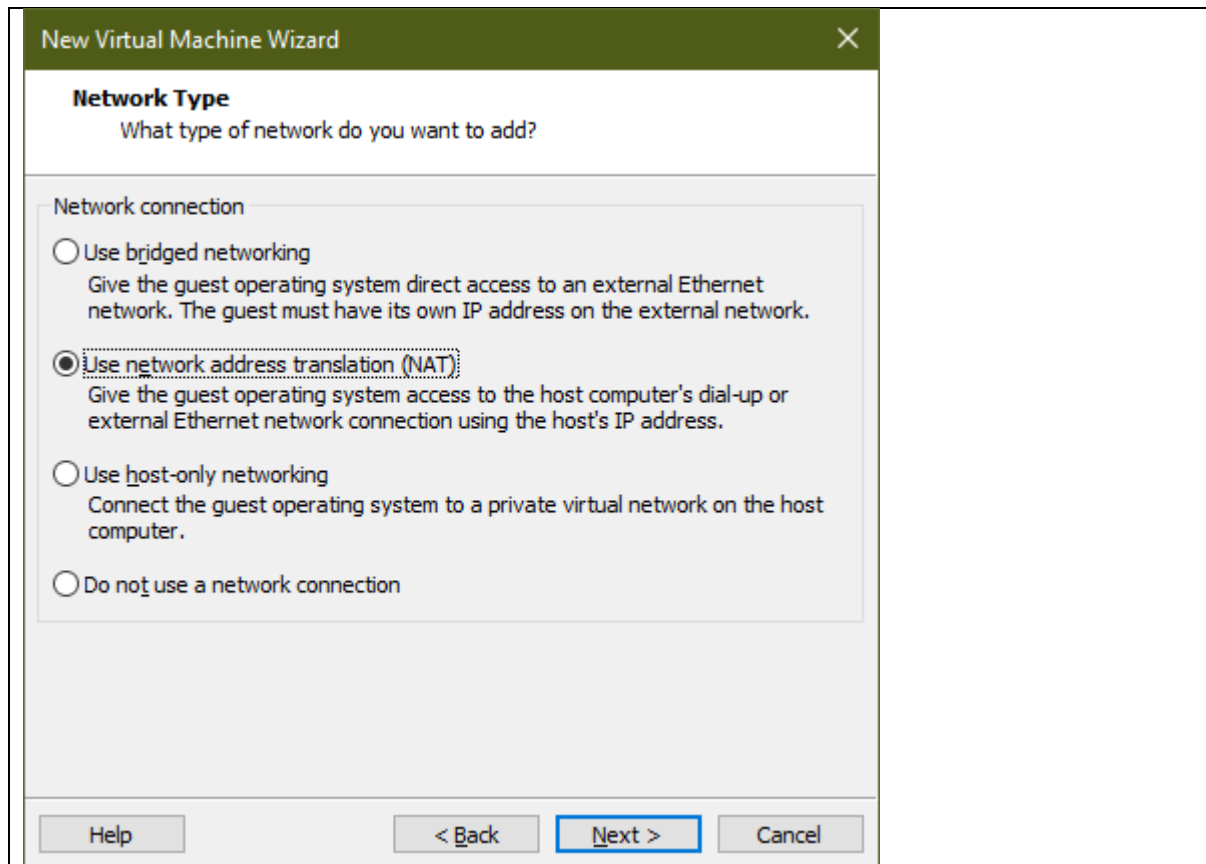 New Virtual Machine Wizard
Network Type
What type of network do you want to add?
Network connection
Use bridged networking
Give the guest operating system direct access to an external Ethernet
network. The guest must have its own IP address on the external network.
Use network address translation (NAT)
Give the guest operating system access to the host computer's dial-up or
external Ethernet network connection using the host's IP address.
Use host-only networking
Connect the guest operating system to a private virtual network on the host
computer.
Do not use a network connection
Help < Back Next > Cancel